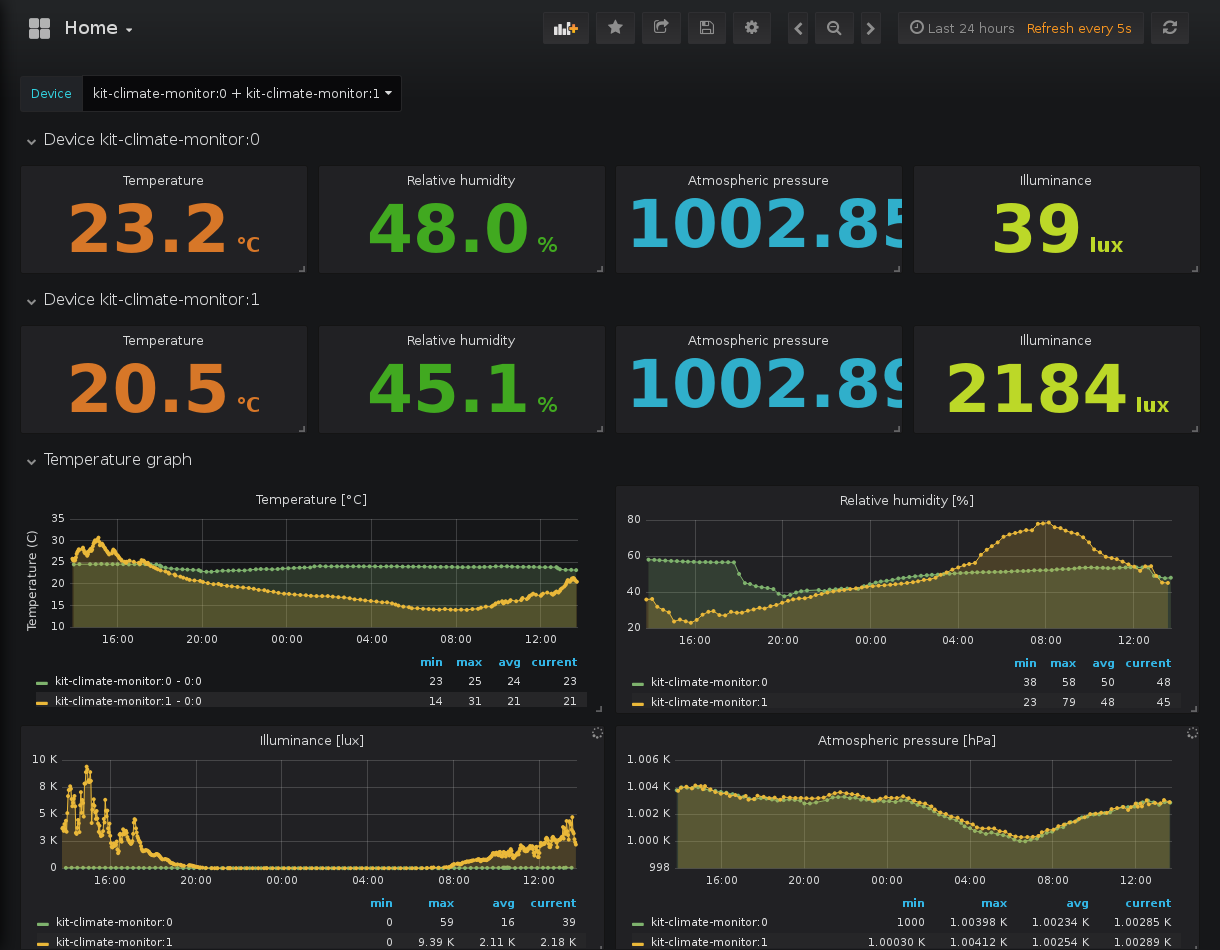 Home
Last 24 hours Refresh every 5s
Device kit-climate-monitor:0 + kit-climate-monitor:1
Device kit-climate-monitor:0
Temperature Relative humidity Atmospheric pressure Illuminance
23.2 °C 48.0 % 1002.85 39 lux
Device kit-climate-monitor:1
Temperature Relative humidity Atmospheric pressure Illuminance
20.5 °C 45.1 % 1002.89 2184 lux
Temperature graph
Temperature [°C]
Temperature (C)
35
30
25
20
15
10
16:00 20:00 00:00 04:00 08:00 12:00
min max avg current
kit-climate-monitor:0 - 0:0 23 25 24 23
kit-climate-monitor:1 - 0:0 14 31 21 21
Relative humidity [%]
80
60
40
20
16:00 20:00 00:00 04:00 08:00 12:00
min max avg current
kit-climate-monitor:0 38 58 50 48
kit-climate-monitor:1 23 79 48 45
Illuminance [lux]
10 K
8 K
5 K
3 K
0
16:00 20:00 00:00 04:00 08:00 12:00
min max avg current
kit-climate-monitor:0 0 59 16 39
kit-climate-monitor:1 0 9.39 K 2.11 K 2.18 K
Atmospheric pressure [hPa]
1.006 K
1.004 K
1.002 K
1.000 K
998
16:00 20:00 00:00 04:00 08:00 12:00
min max avg current
kit-climate-monitor:0 1000 1.00398 K 1.00234 K 1.00285 K
kit-climate-monitor:1 1.00030 K 1.00412 K 1.00254 K 1.00289 K